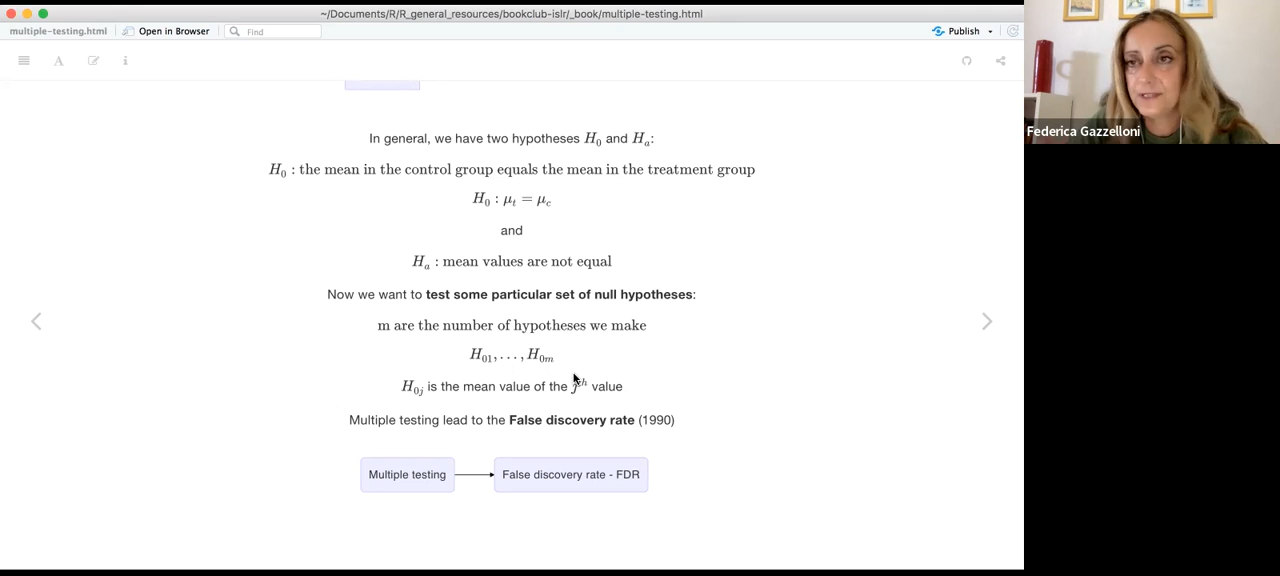 ~/Documents/R/R_general_resources/bookclub-islr/_book/multiple-testing.html
multiple-testing.html
Open in Browser
Find
Publish
A
i
In general, we have two hypotheses H₀ and Hₐ:
H₀ : the mean in the control group equals the mean in the treatment group
H₀ : μₜ = μ_c
and
Hₐ : mean values are not equal
Now we want to test some particular set of null hypotheses:
m are the number of hypotheses we make
H₀₁, . . . , H₀ₘ
H₀ⱼ is the mean value of the jᵗʰ value
Multiple testing lead to the False discovery rate (1990)
Multiple testing
False discovery rate - FDR
Federica Gazzelloni